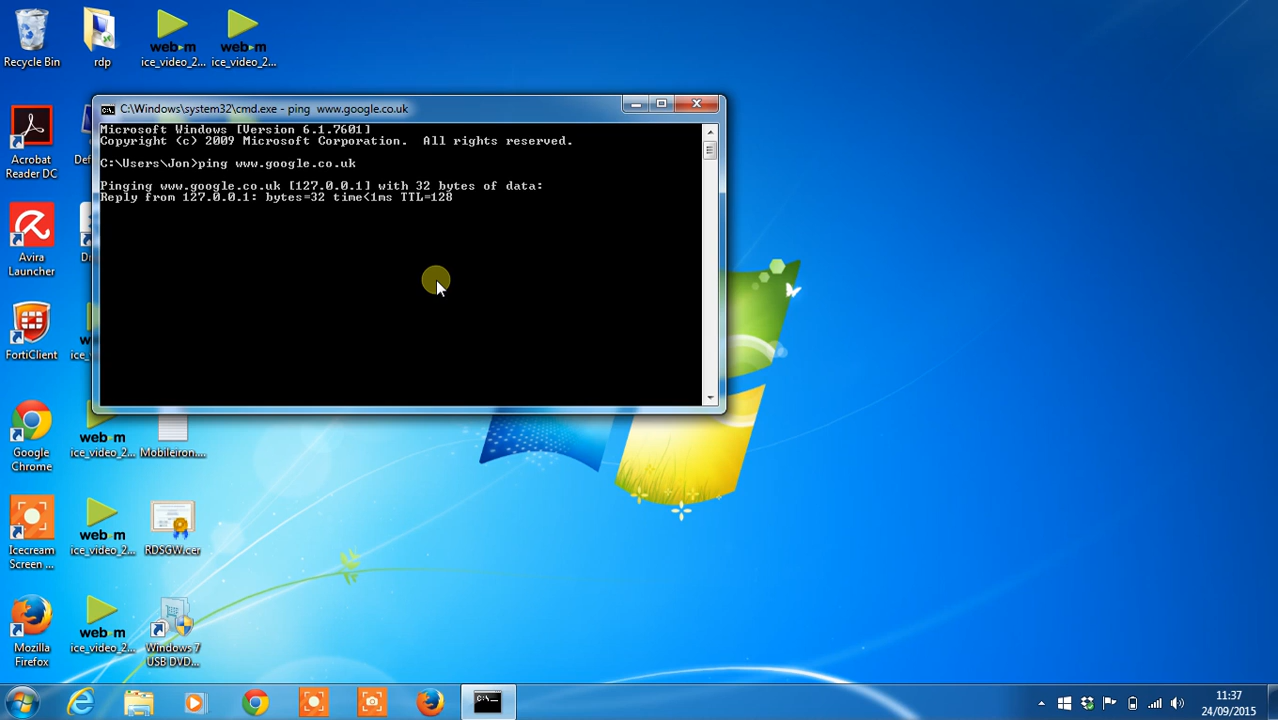 Recycle Bin
rdp
ice_video_2...
ice_video_2...
C:\Windows\system32\cmd.exe - ping  www.google.co.uk
Microsoft Windows [Version 6.1.7601]
Copyright (c) 2009 Microsoft Corporation.  All rights reserved.
C:\Users\Jon>ping www.google.co.uk
Pinging www.google.co.uk [127.0.0.1] with 32 bytes of data:
Reply from 127.0.0.1: bytes=32 time<1ms TTL=128
Acrobat
Reader DC
Def
Avira
Launcher
D
FortiClient
ice_
Google
Chrome
web-m
ice_video_2...
Mobileiron....
Icecream
Screen ...
web-m
ice_video_2...
RDSGW.cer
Mozilla
Firefox
web-m
ice_video_2...
Windows 7
USB DVD...
11:37
24/09/2015